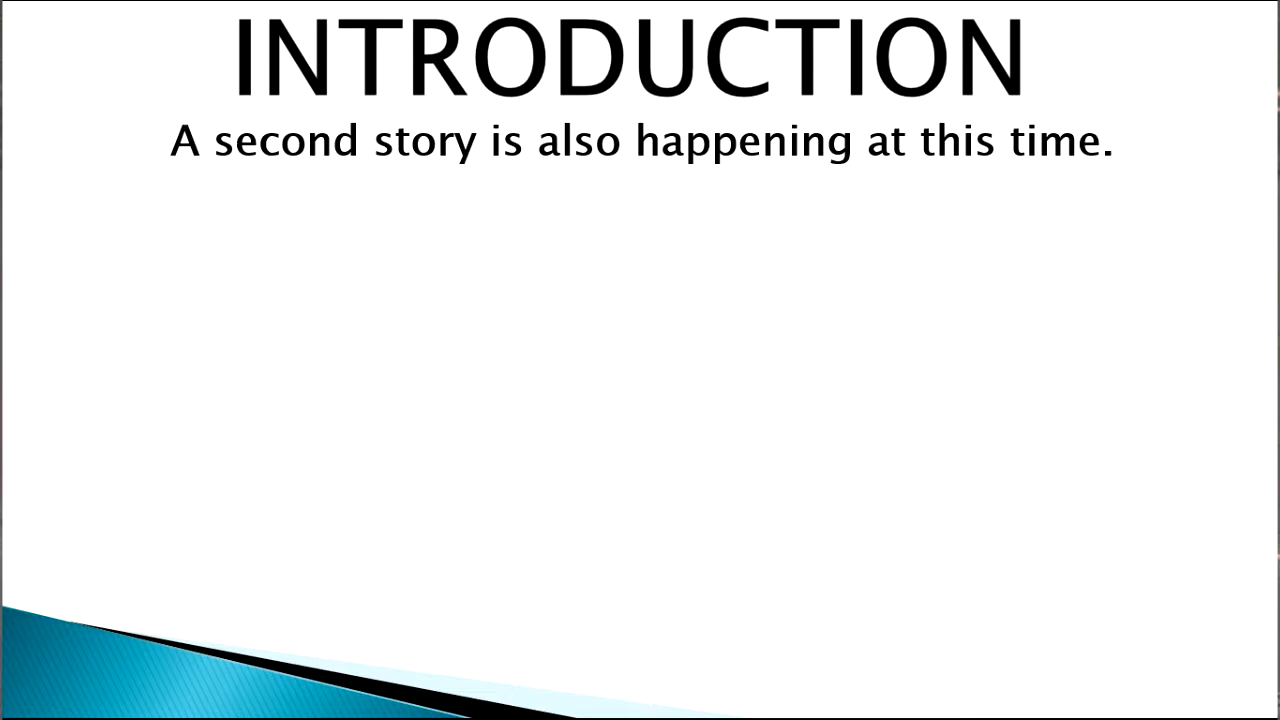 INTRODUCTION
A second story is also happening at this time.